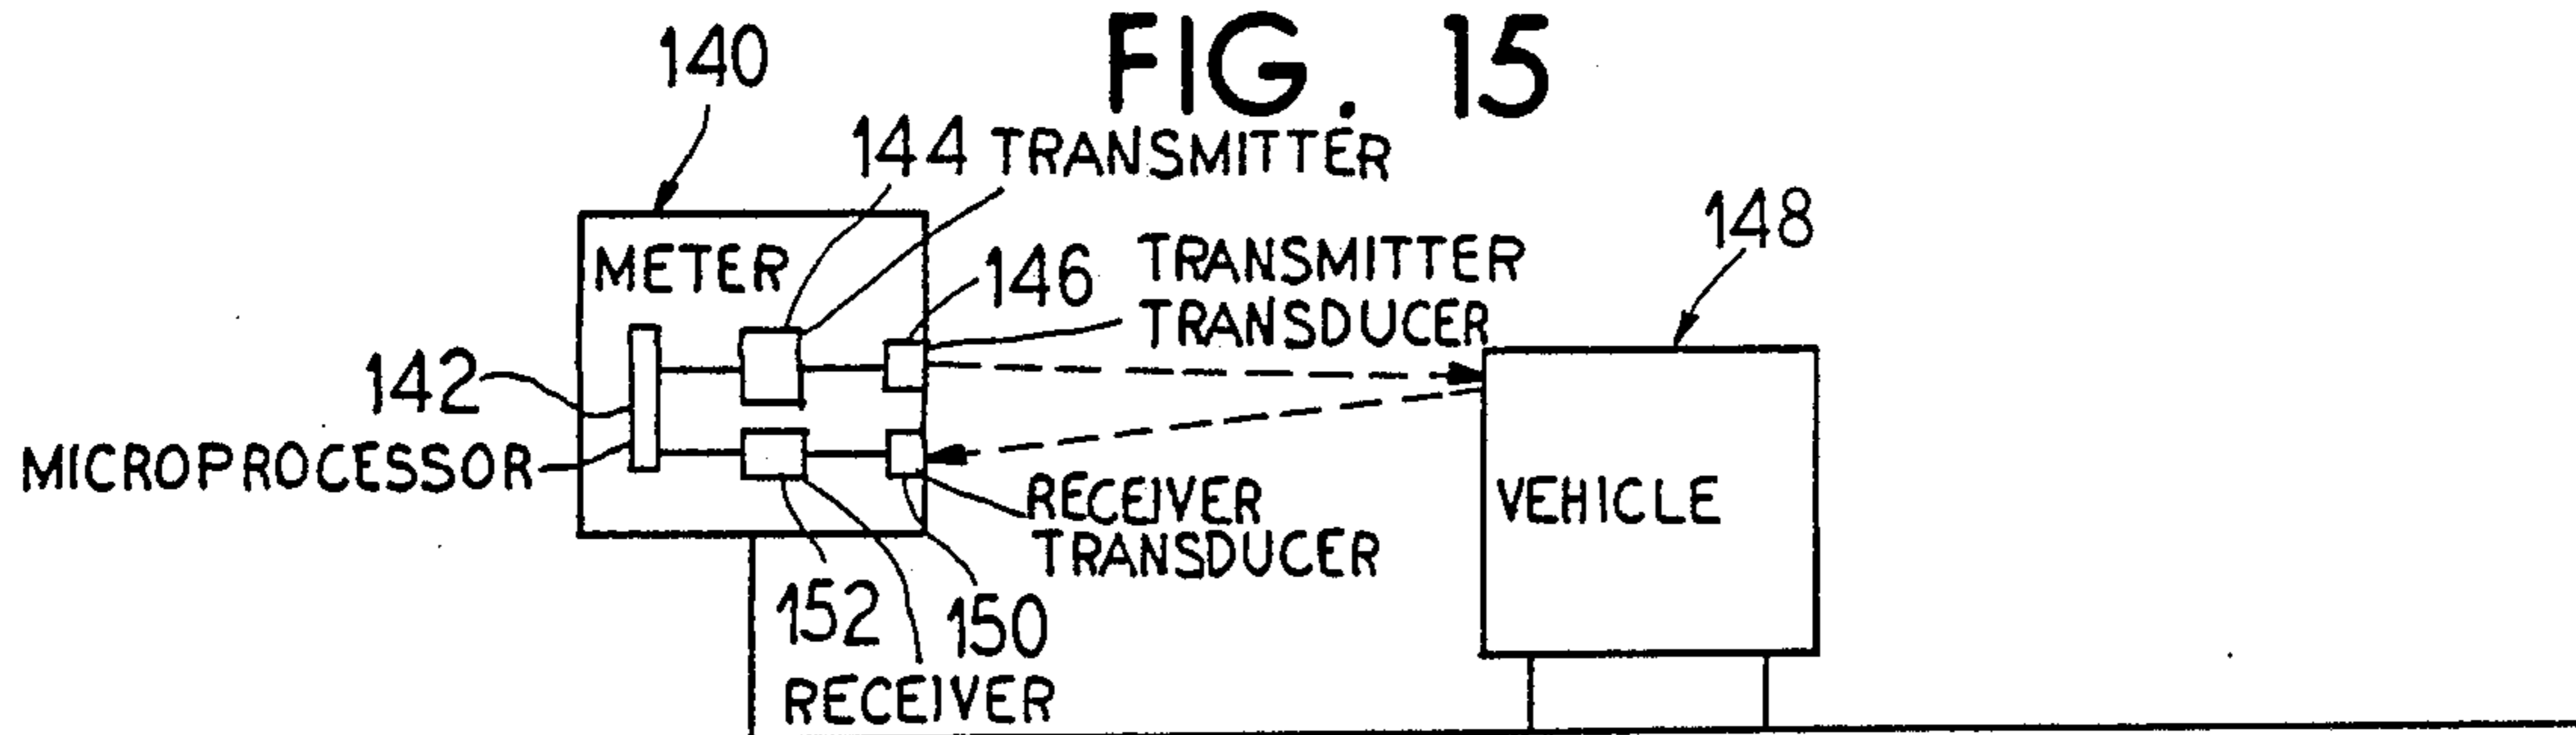 FIG. 15
140
144 TRANSMITTER
148
METER
146
TRANSMITTER
TRANSDUCER
142
MICROPROCESSOR
RECEIVER
TRANSDUCER
VEHICLE
152
150
RECEIVER